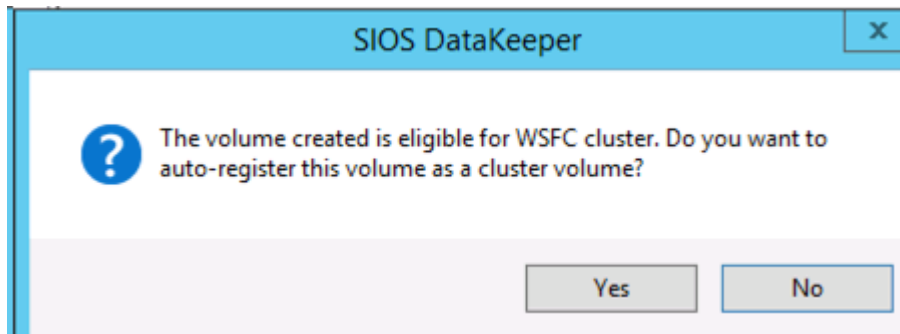 SIOS DataKeeper
x
The volume created is eligible for WSFC cluster. Do you want to
auto-register this volume as a cluster volume?
Yes
No